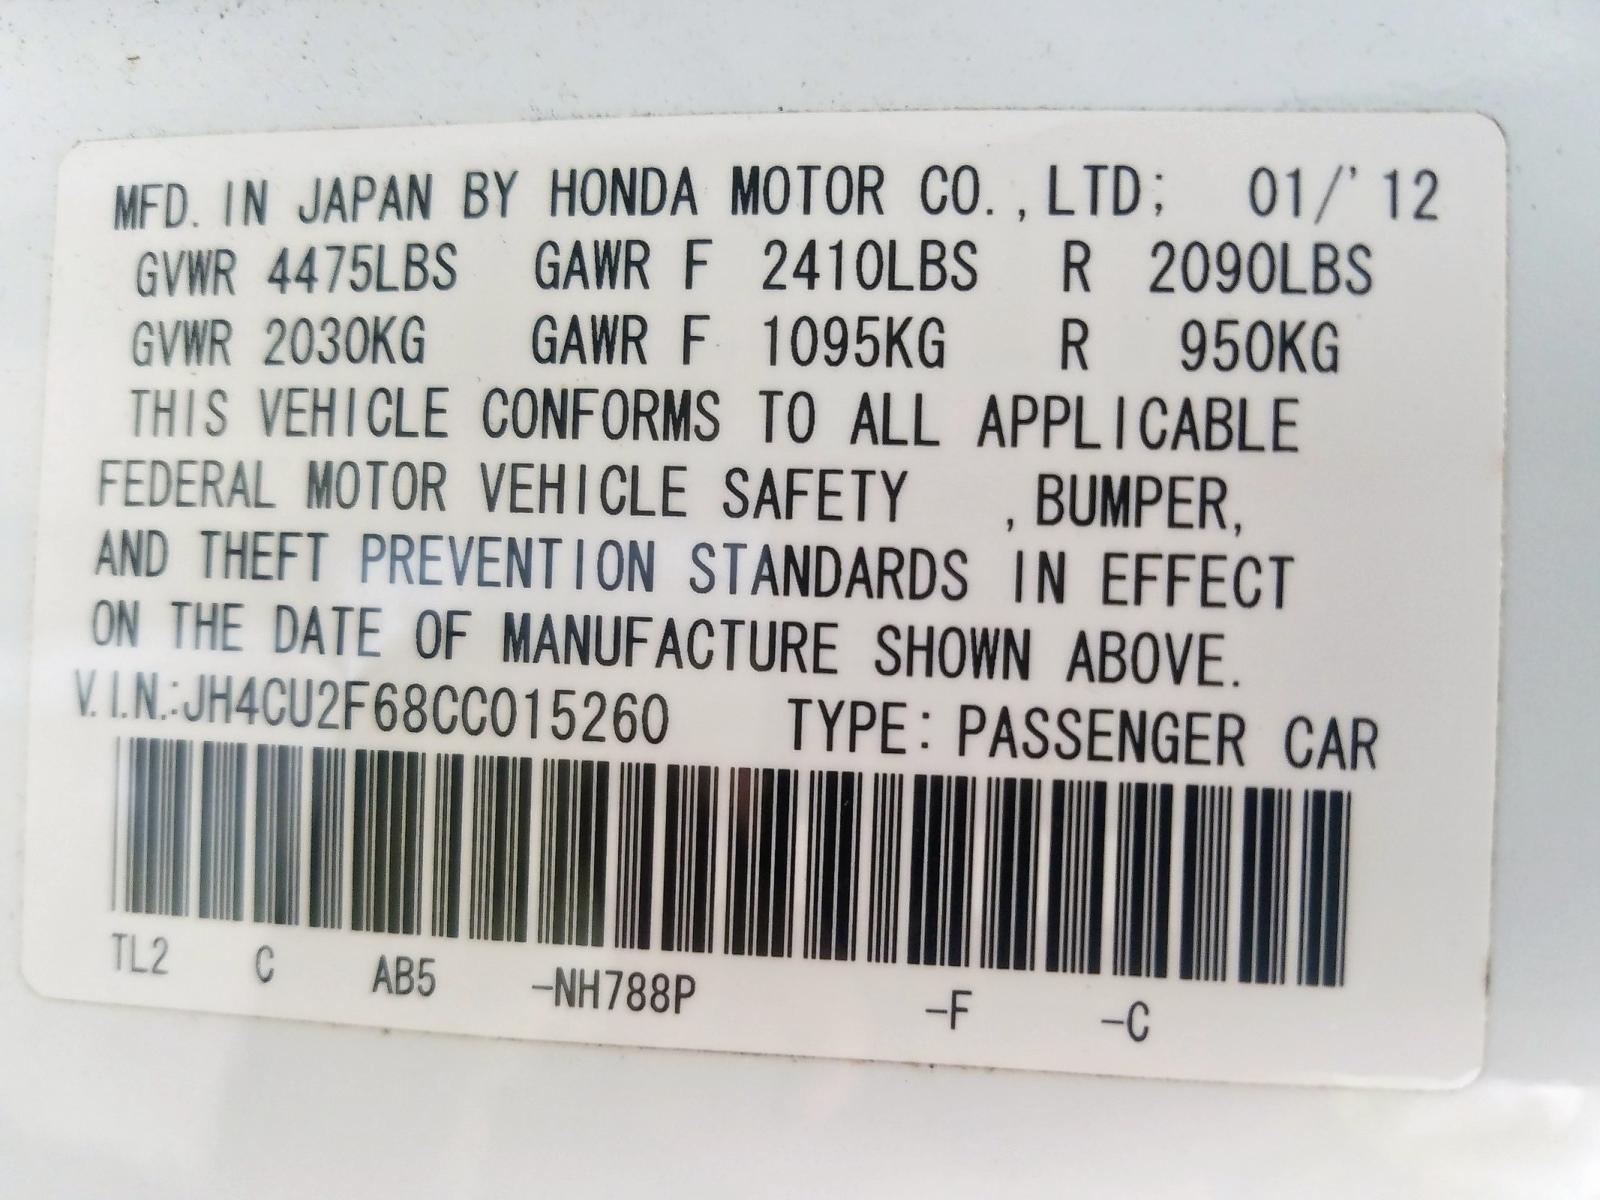 MFD. IN JAPAN BY HONDA MOTOR CO.,LTD; 01/'12
GVWR 4475LBS GAWR F 2410LBS R 2090LBS
GVWR 2030KG GAWR F 1095KG R 950KG
THIS VEHICLE CONFORMS TO ALL APPLICABLE
FEDERAL MOTOR VEHICLE SAFETY ,BUMPER,
AND THEFT PREVENTION STANDARDS IN EFFECT
ON THE DATE OF MANUFACTURE SHOWN ABOVE.
V.I.N.:JH4CU2F68CC015260 TYPE: PASSENGER CAR
TL2 C AB5 -NH788P -F -C